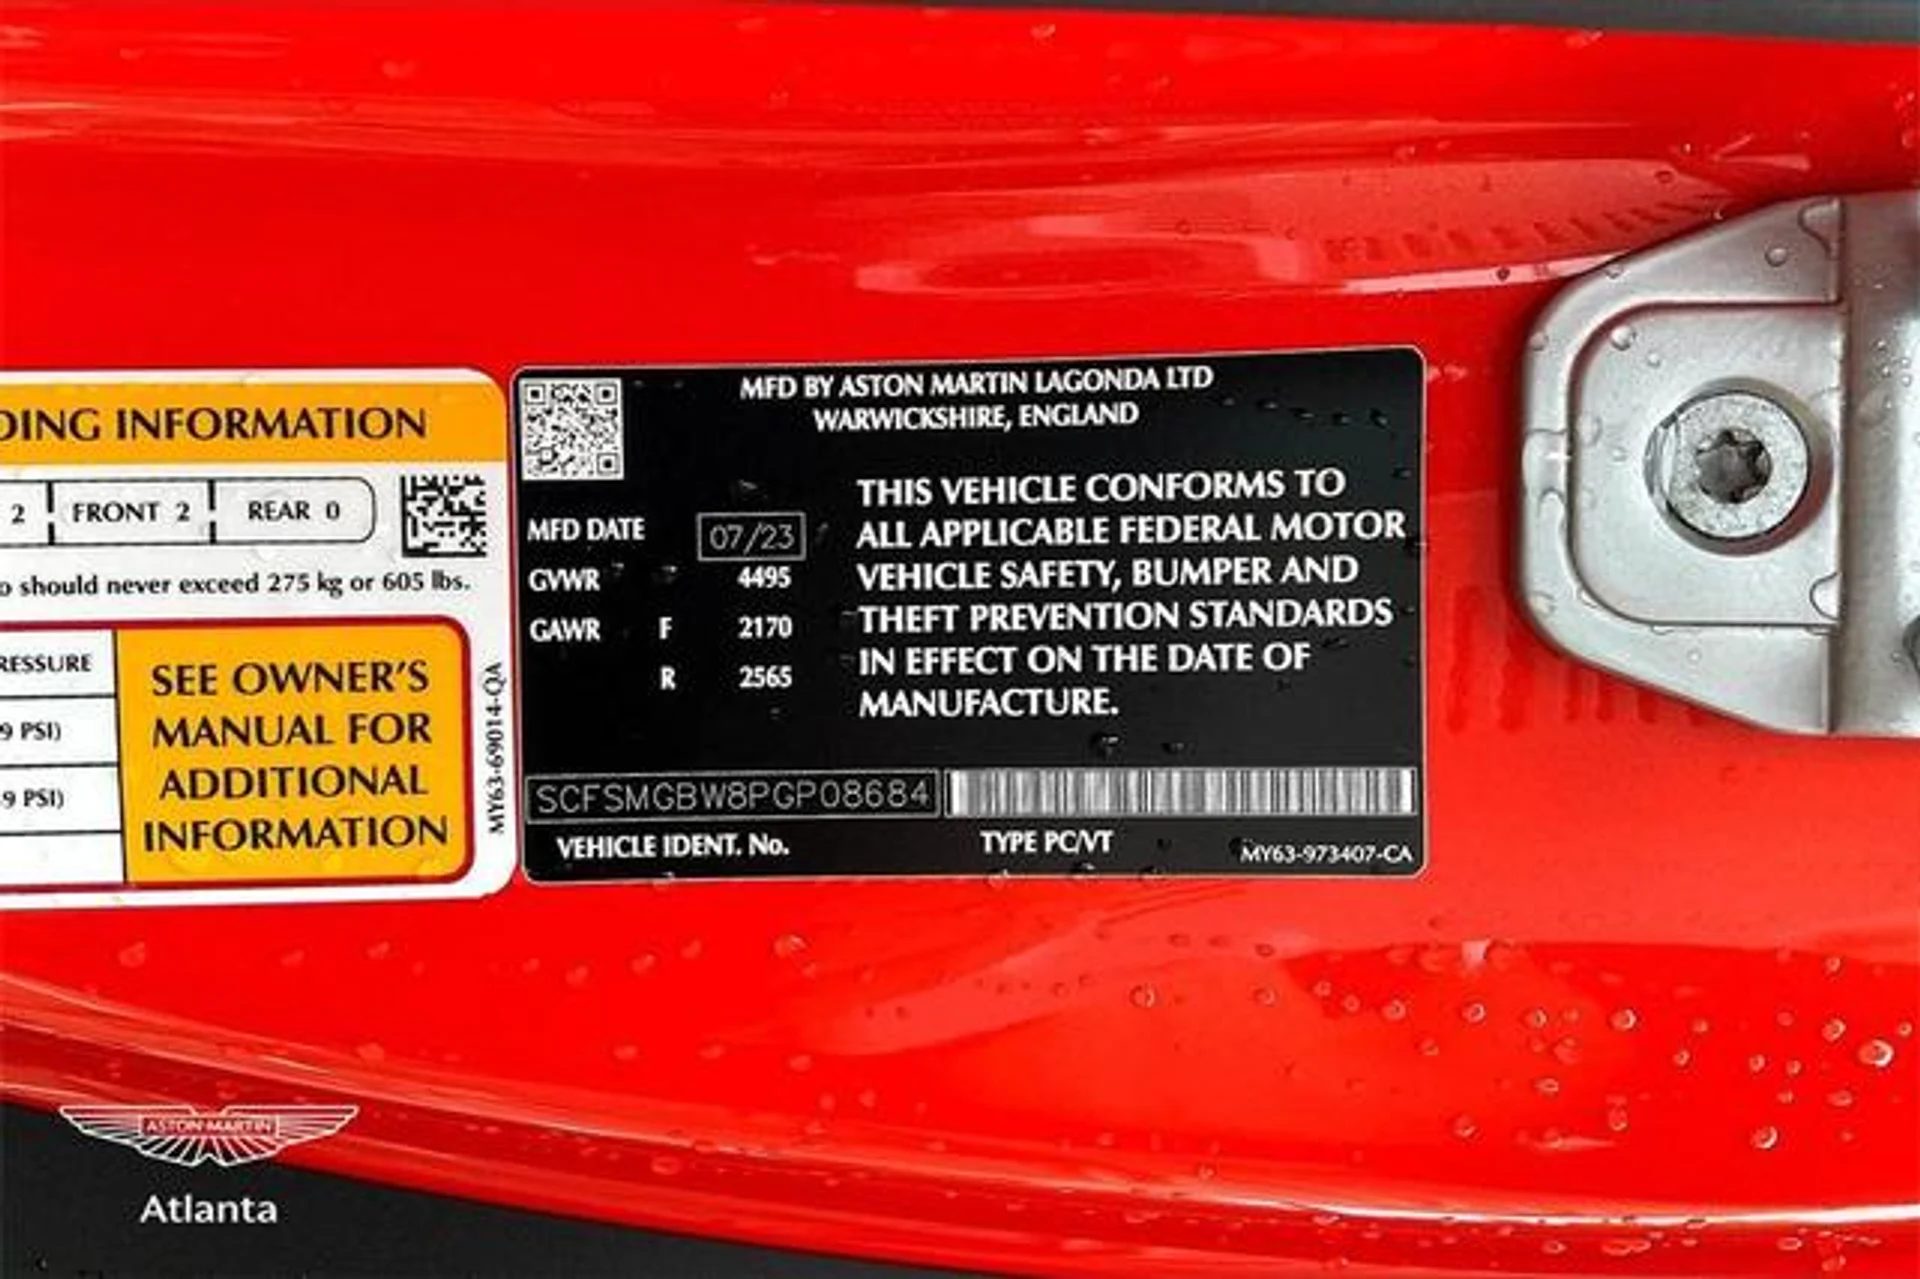 DING INFORMATION
2 FRONT 2 REAR 0
o should never exceed 275 kg or 605 lbs.
RESSURE
9 PSI)
9 PSI)
SEE OWNER'S
MANUAL FOR
ADDITIONAL
INFORMATION
MY63-69014-QA
MFD BY ASTON MARTIN LAGONDA LTD
WARWICKSHIRE, ENGLAND
MFD DATE 07/23
GVWR 4495
GAWR F 2170
R 2565
THIS VEHICLE CONFORMS TO
ALL APPLICABLE FEDERAL MOTOR
VEHICLE SAFETY, BUMPER AND
THEFT PREVENTION STANDARDS
IN EFFECT ON THE DATE OF
MANUFACTURE.
SCFSMGBW8PGP08684
VEHICLE IDENT. No. TYPE PC/VT MY63-973407-CA
ASTON MARTIN
Atlanta